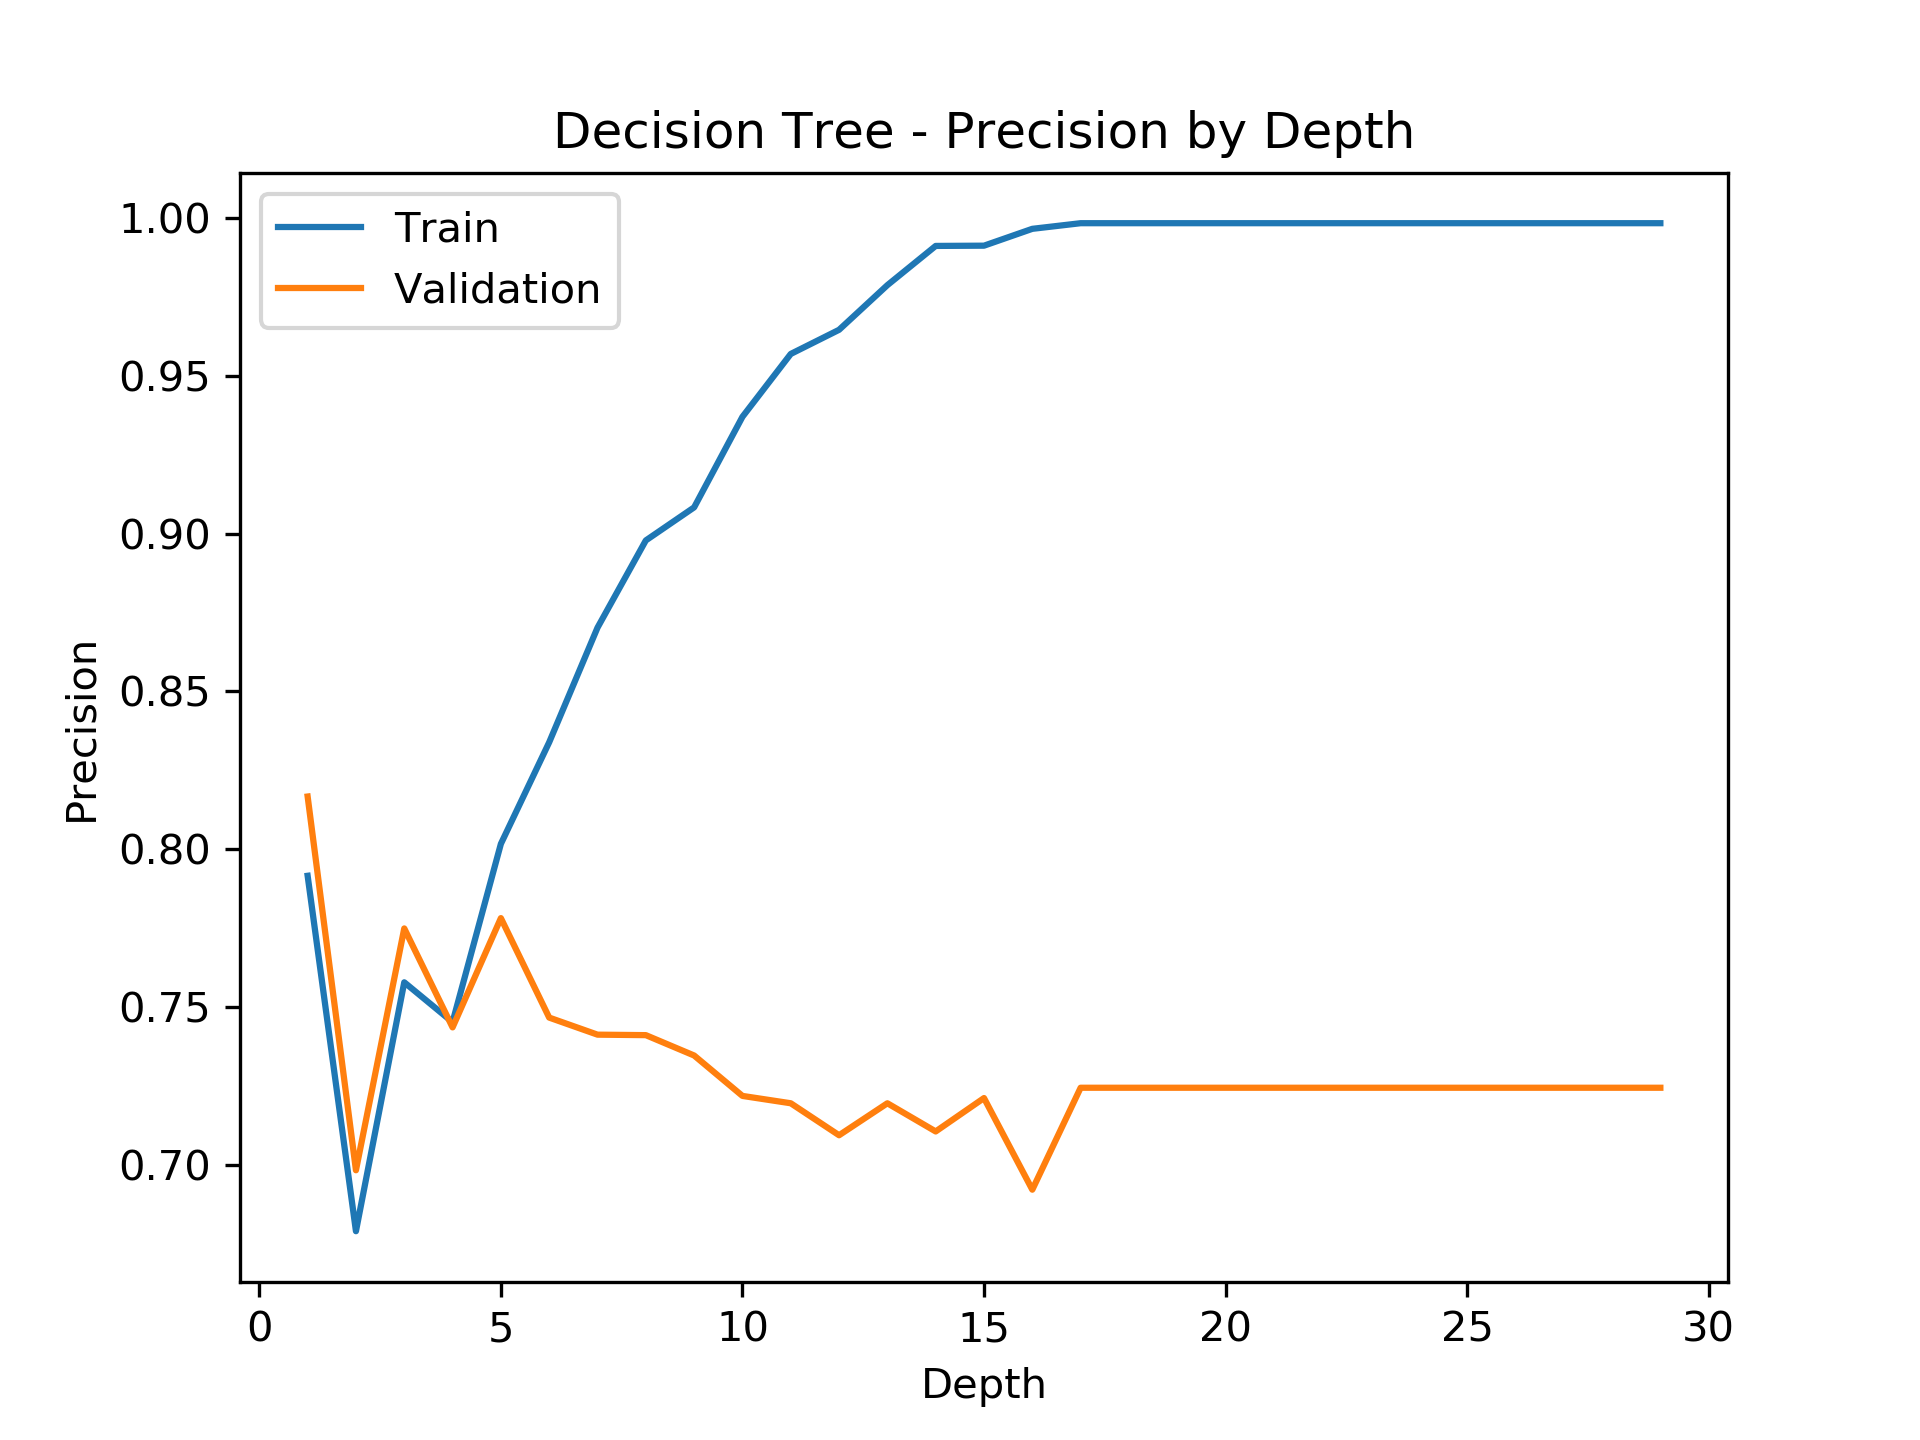 Decision Tree - Precision by Depth
Train
Validation
1.00
0.95
0.90
0.85
0.80
0.75
0.70
Precision
0 5 10 15 20 25 30
Depth